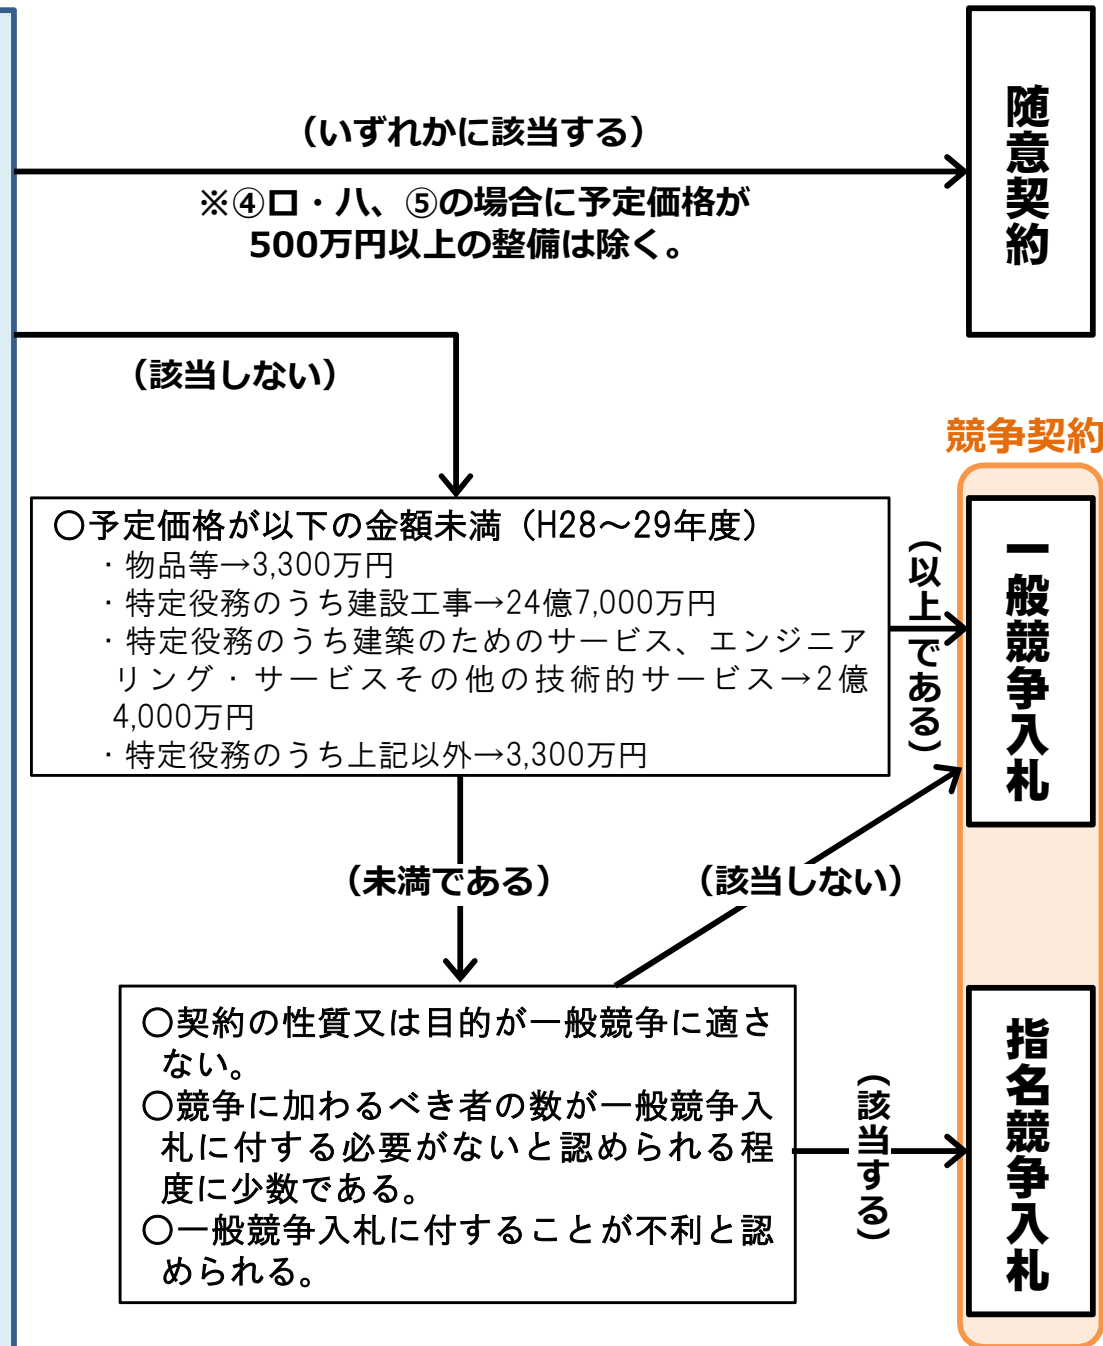 (いずれかに該当する)
※④ロ・ハ、⑤の場合に予定価格が
500万円以上の整備は除く。
随意契約
(該当しない)
競争契約
○予定価格が以下の金額未満（H28～29年度）
・物品等→3,300万円
・特定役務のうち建設工事→24億7,000万円
・特定役務のうち建築のためのサービス、エンジニア
リング・サービスその他の技術的サービス→2億
4,000万円
・特定役務のうち上記以外→3,300万円
(以上である)
一般競争入札
(未満である)
(該当しない)
○契約の性質又は目的が一般競争に適さ
ない。
○競争に加わるべき者の数が一般競争入
札に付する必要がないと認められる程
度に少数である。
○一般競争入札に付することが不利と認
められる。
(該当する)
指名競争入札